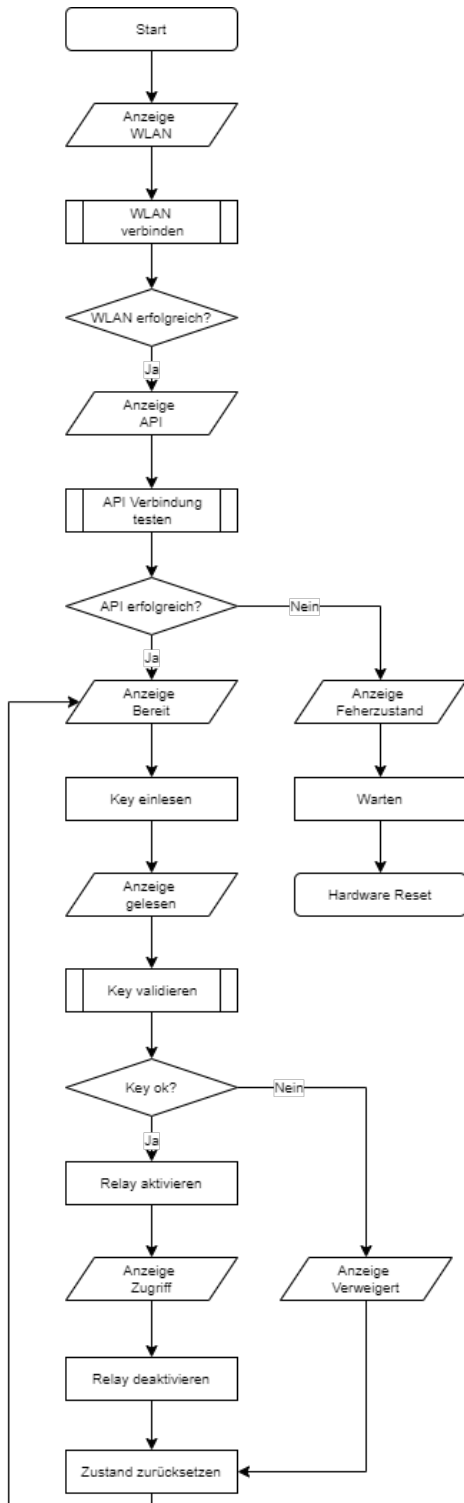 Start
Anzeige
WLAN
WLAN
verbinden
WLAN erfolgreich?
Ja
Anzeige
API
API Verbindung
testen
API erfolgreich?
Nein
Ja
Anzeige
Bereit
Anzeige
Feherzustand
Key einlesen
Warten
Anzeige
gelesen
Hardware Reset
Key validieren
Key ok?
Nein
Ja
Relay aktivieren
Anzeige
Zugriff
Anzeige
Verweigert
Relay deaktivieren
Zustand zurücksetzen